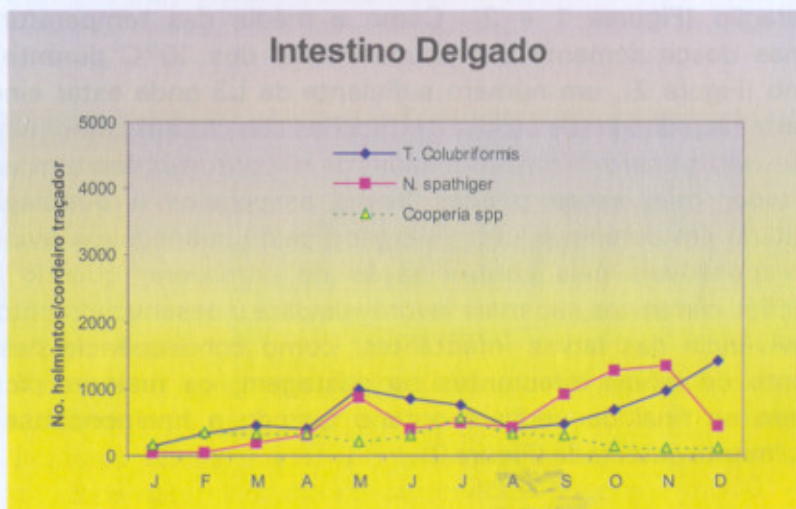 Intestino Delgado
No. helmintos/cordeiro traçador
5000
4000
3000
2000
1000
0
T. Colubriformis
N. spathiger
Cooperia spp
J F M A M J J A S O N D